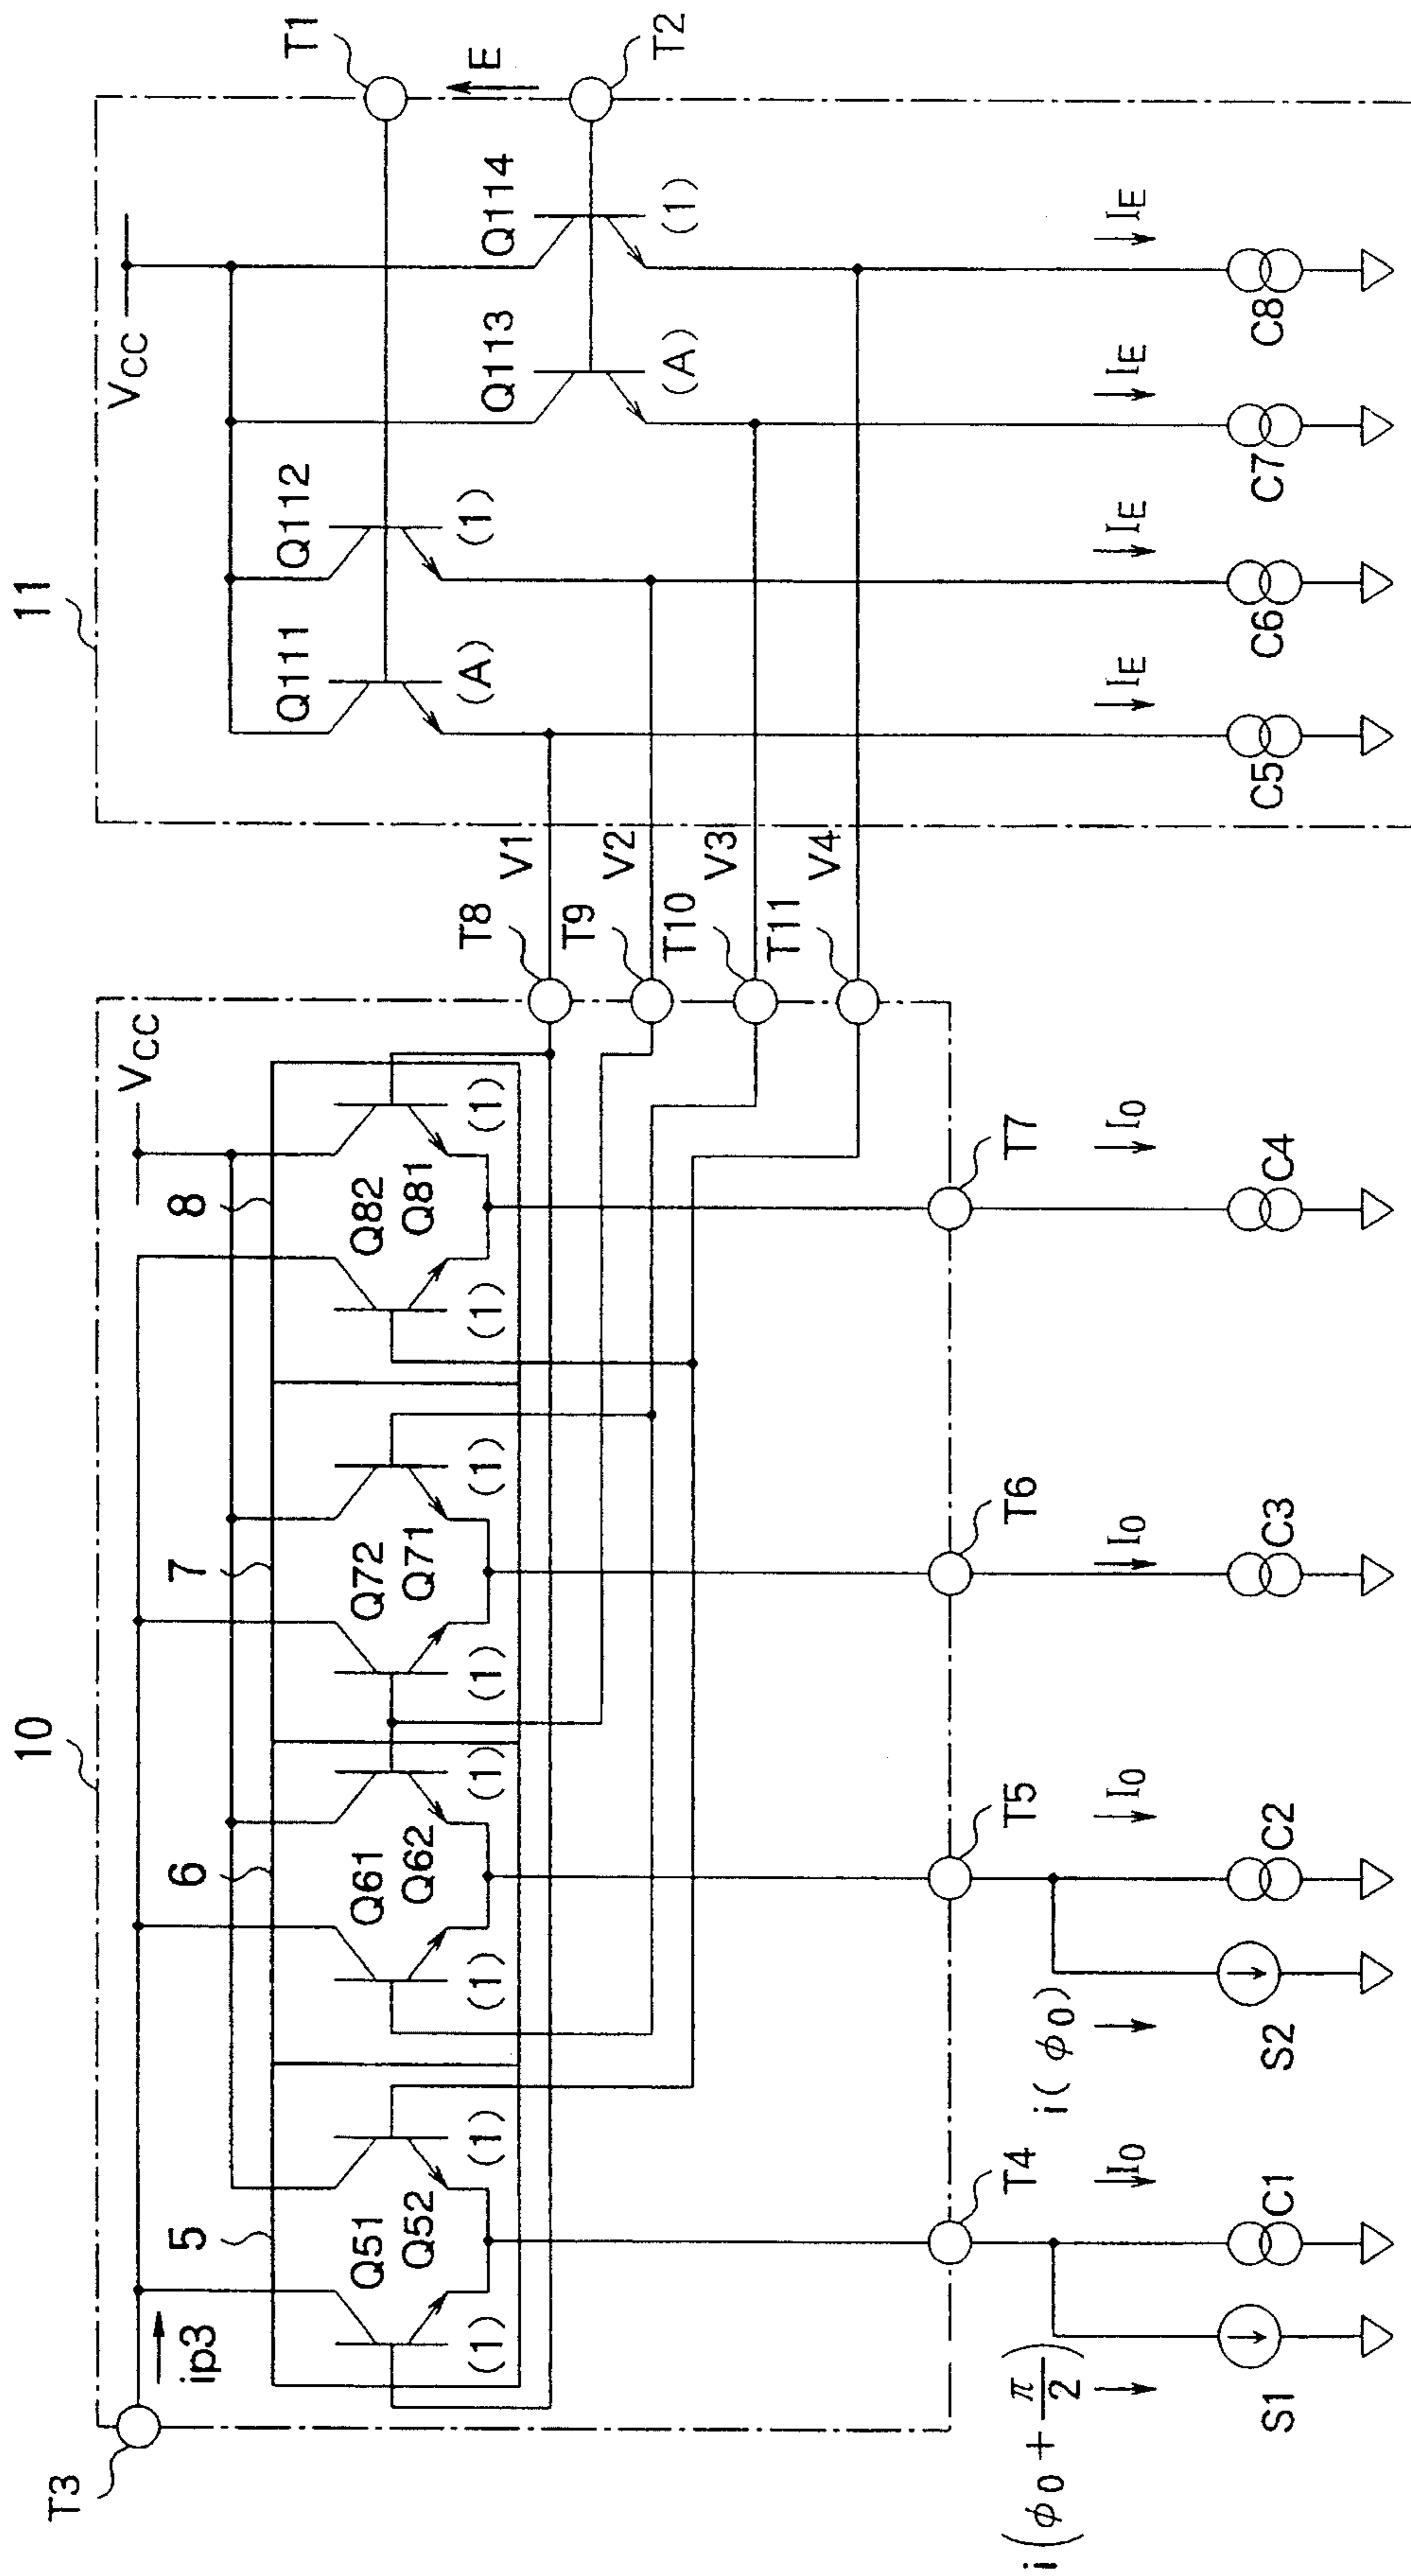 10
11
T3
ip3
5
6
7
8
VCC
VCC
Q51
Q52
(1)
(1)
Q61
Q62
(1)
(1)
Q72
Q71
(1)
(1)
Q82
Q81
(1)
(1)
T8
V1
T9
V2
T10
V3
T11
V4
Q111
(A)
Q112
(1)
Q113
(A)
Q114
(1)
T1
E
T2
T4
T5
T6
T7
i(φ0 + π/2)
I0
i(φ0)
I0
I0
I0
IE
IE
IE
IE
S1
C1
S2
C2
C3
C4
C5
C6
C7
C8